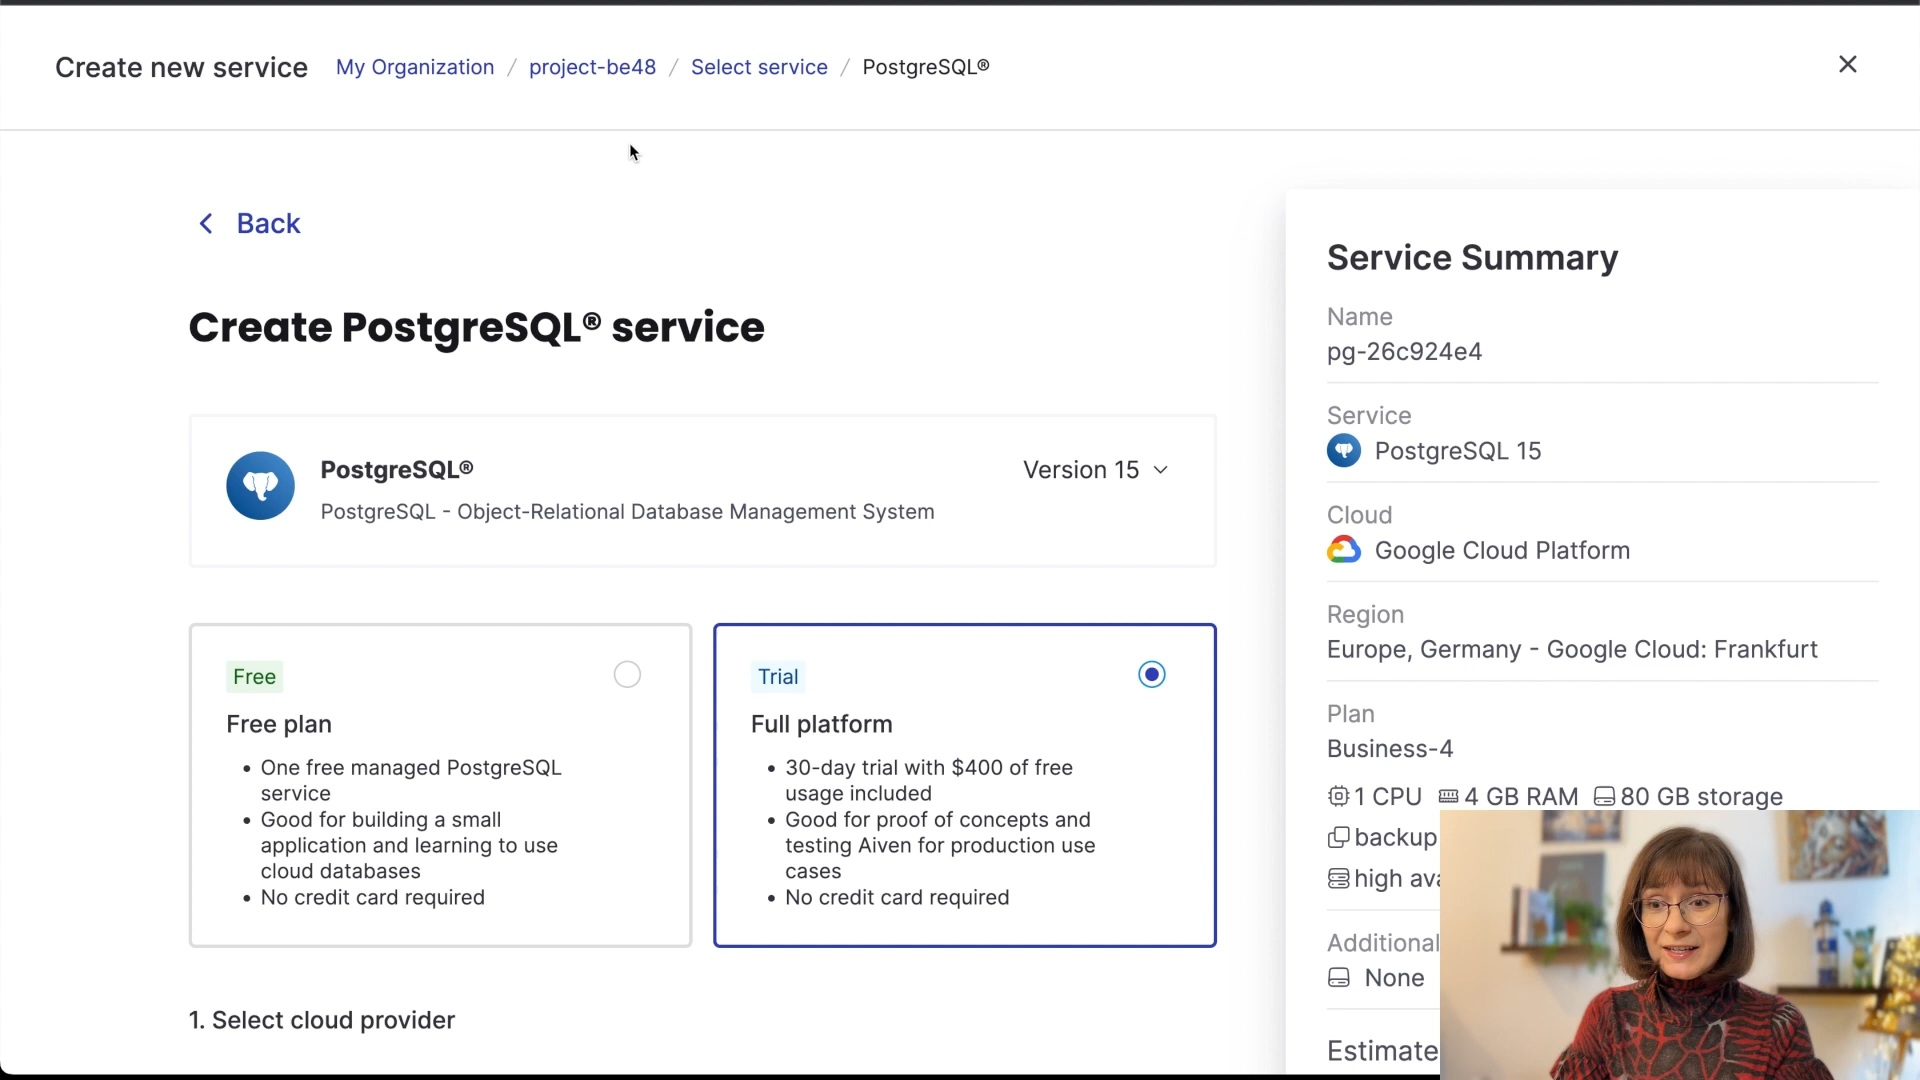 Create new service
My Organization / project-be48 / Select service / PostgreSQL®
Back
Create PostgreSQL® service
PostgreSQL®
Version 15
PostgreSQL - Object-Relational Database Management System
Free
Free plan
• One free managed PostgreSQL
service
• Good for building a small
application and learning to use
cloud databases
• No credit card required
Trial
Full platform
• 30-day trial with $400 of free
usage included
• Good for proof of concepts and
testing Aiven for production use
cases
• No credit card required
1. Select cloud provider
Service Summary
Name
pg-26c924e4
Service
PostgreSQL 15
Cloud
Google Cloud Platform
Region
Europe, Germany - Google Cloud: Frankfurt
Plan
Business-4
1 CPU 4 GB RAM 80 GB storage
backup
high
Additional
None
Estimate